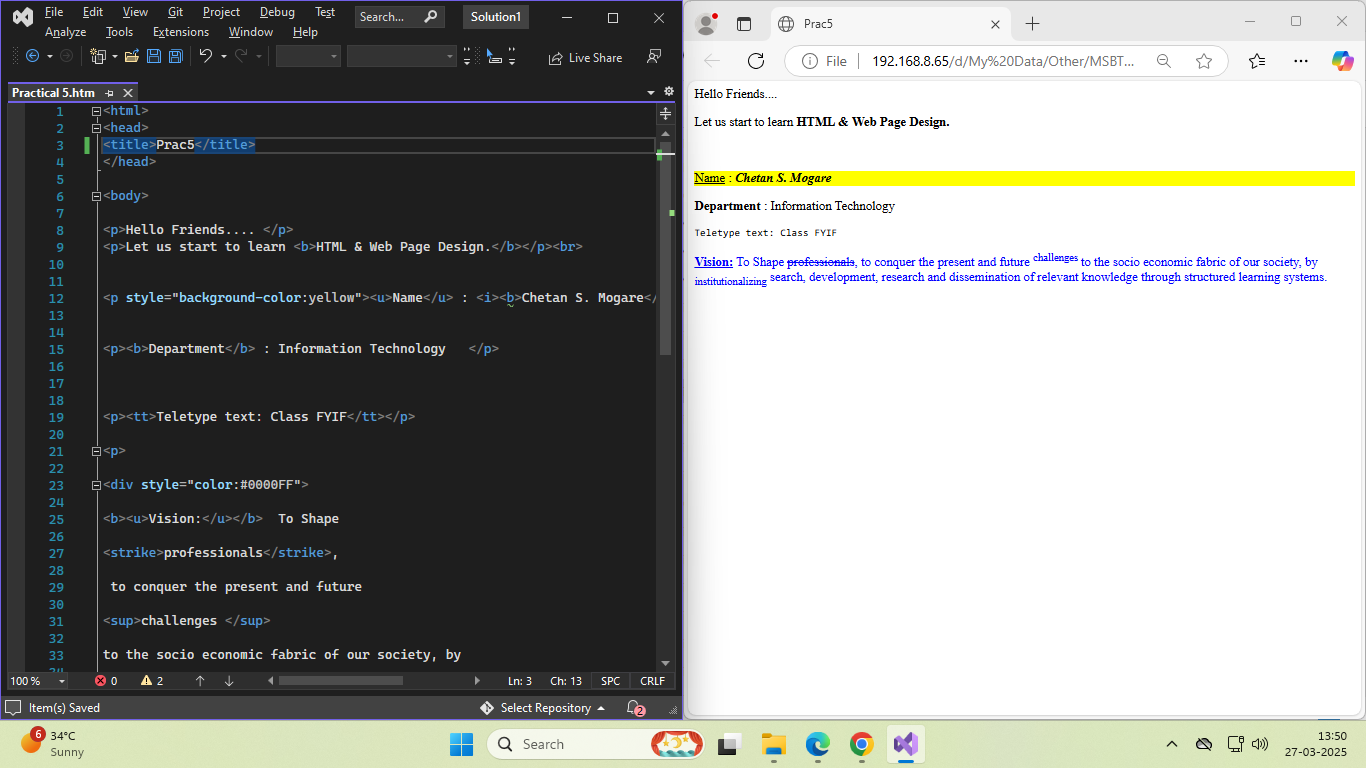 File Edit View Git Project Debug Test Search... Solution1
Analyze Tools Extensions Window Help
Live Share
Practical 5.htm
1 <html>
2 <head>
3 <title>Prac5</title>
4 </head>
5
6 <body>
7
8 <p>Hello Friends.... </p>
9 <p>Let us start to learn <b>HTML & Web Page Design.</b></p><br>
10
11
12 <p style="background-color:yellow"><u>Name</u> : <i><b>Chetan S. Mogare</
13
14
15 <p><b>Department</b> : Information Technology   </p>
16
17
18
19 <p><tt>Teletype text: Class FYIF</tt></p>
20
21 <p>
22
23 <div style="color:#0000FF">
24
25 <b><u>Vision:</u></b>  To Shape
26
27 <strike>professionals</strike>,
28
29  to conquer the present and future
30
31 <sup>challenges </sup>
32
33 to the socio economic fabric of our society, by
100 % 0 2 Ln: 3 Ch: 13 SPC CRLF
Item(s) Saved Select Repository 2
Prac5
File 192.168.8.65/d/My%20Data/Other/MSBT...
Hello Friends....
Let us start to learn HTML & Web Page Design.
Name : Chetan S. Mogare
Department : Information Technology
Teletype text: Class FYIF
Vision: To Shape professionals, to conquer the present and future challenges to the socio economic fabric of our society, by
institutionalizing search, development, research and dissemination of relevant knowledge through structured learning systems.
6 34°C
Sunny
Search
13:50
27-03-2025